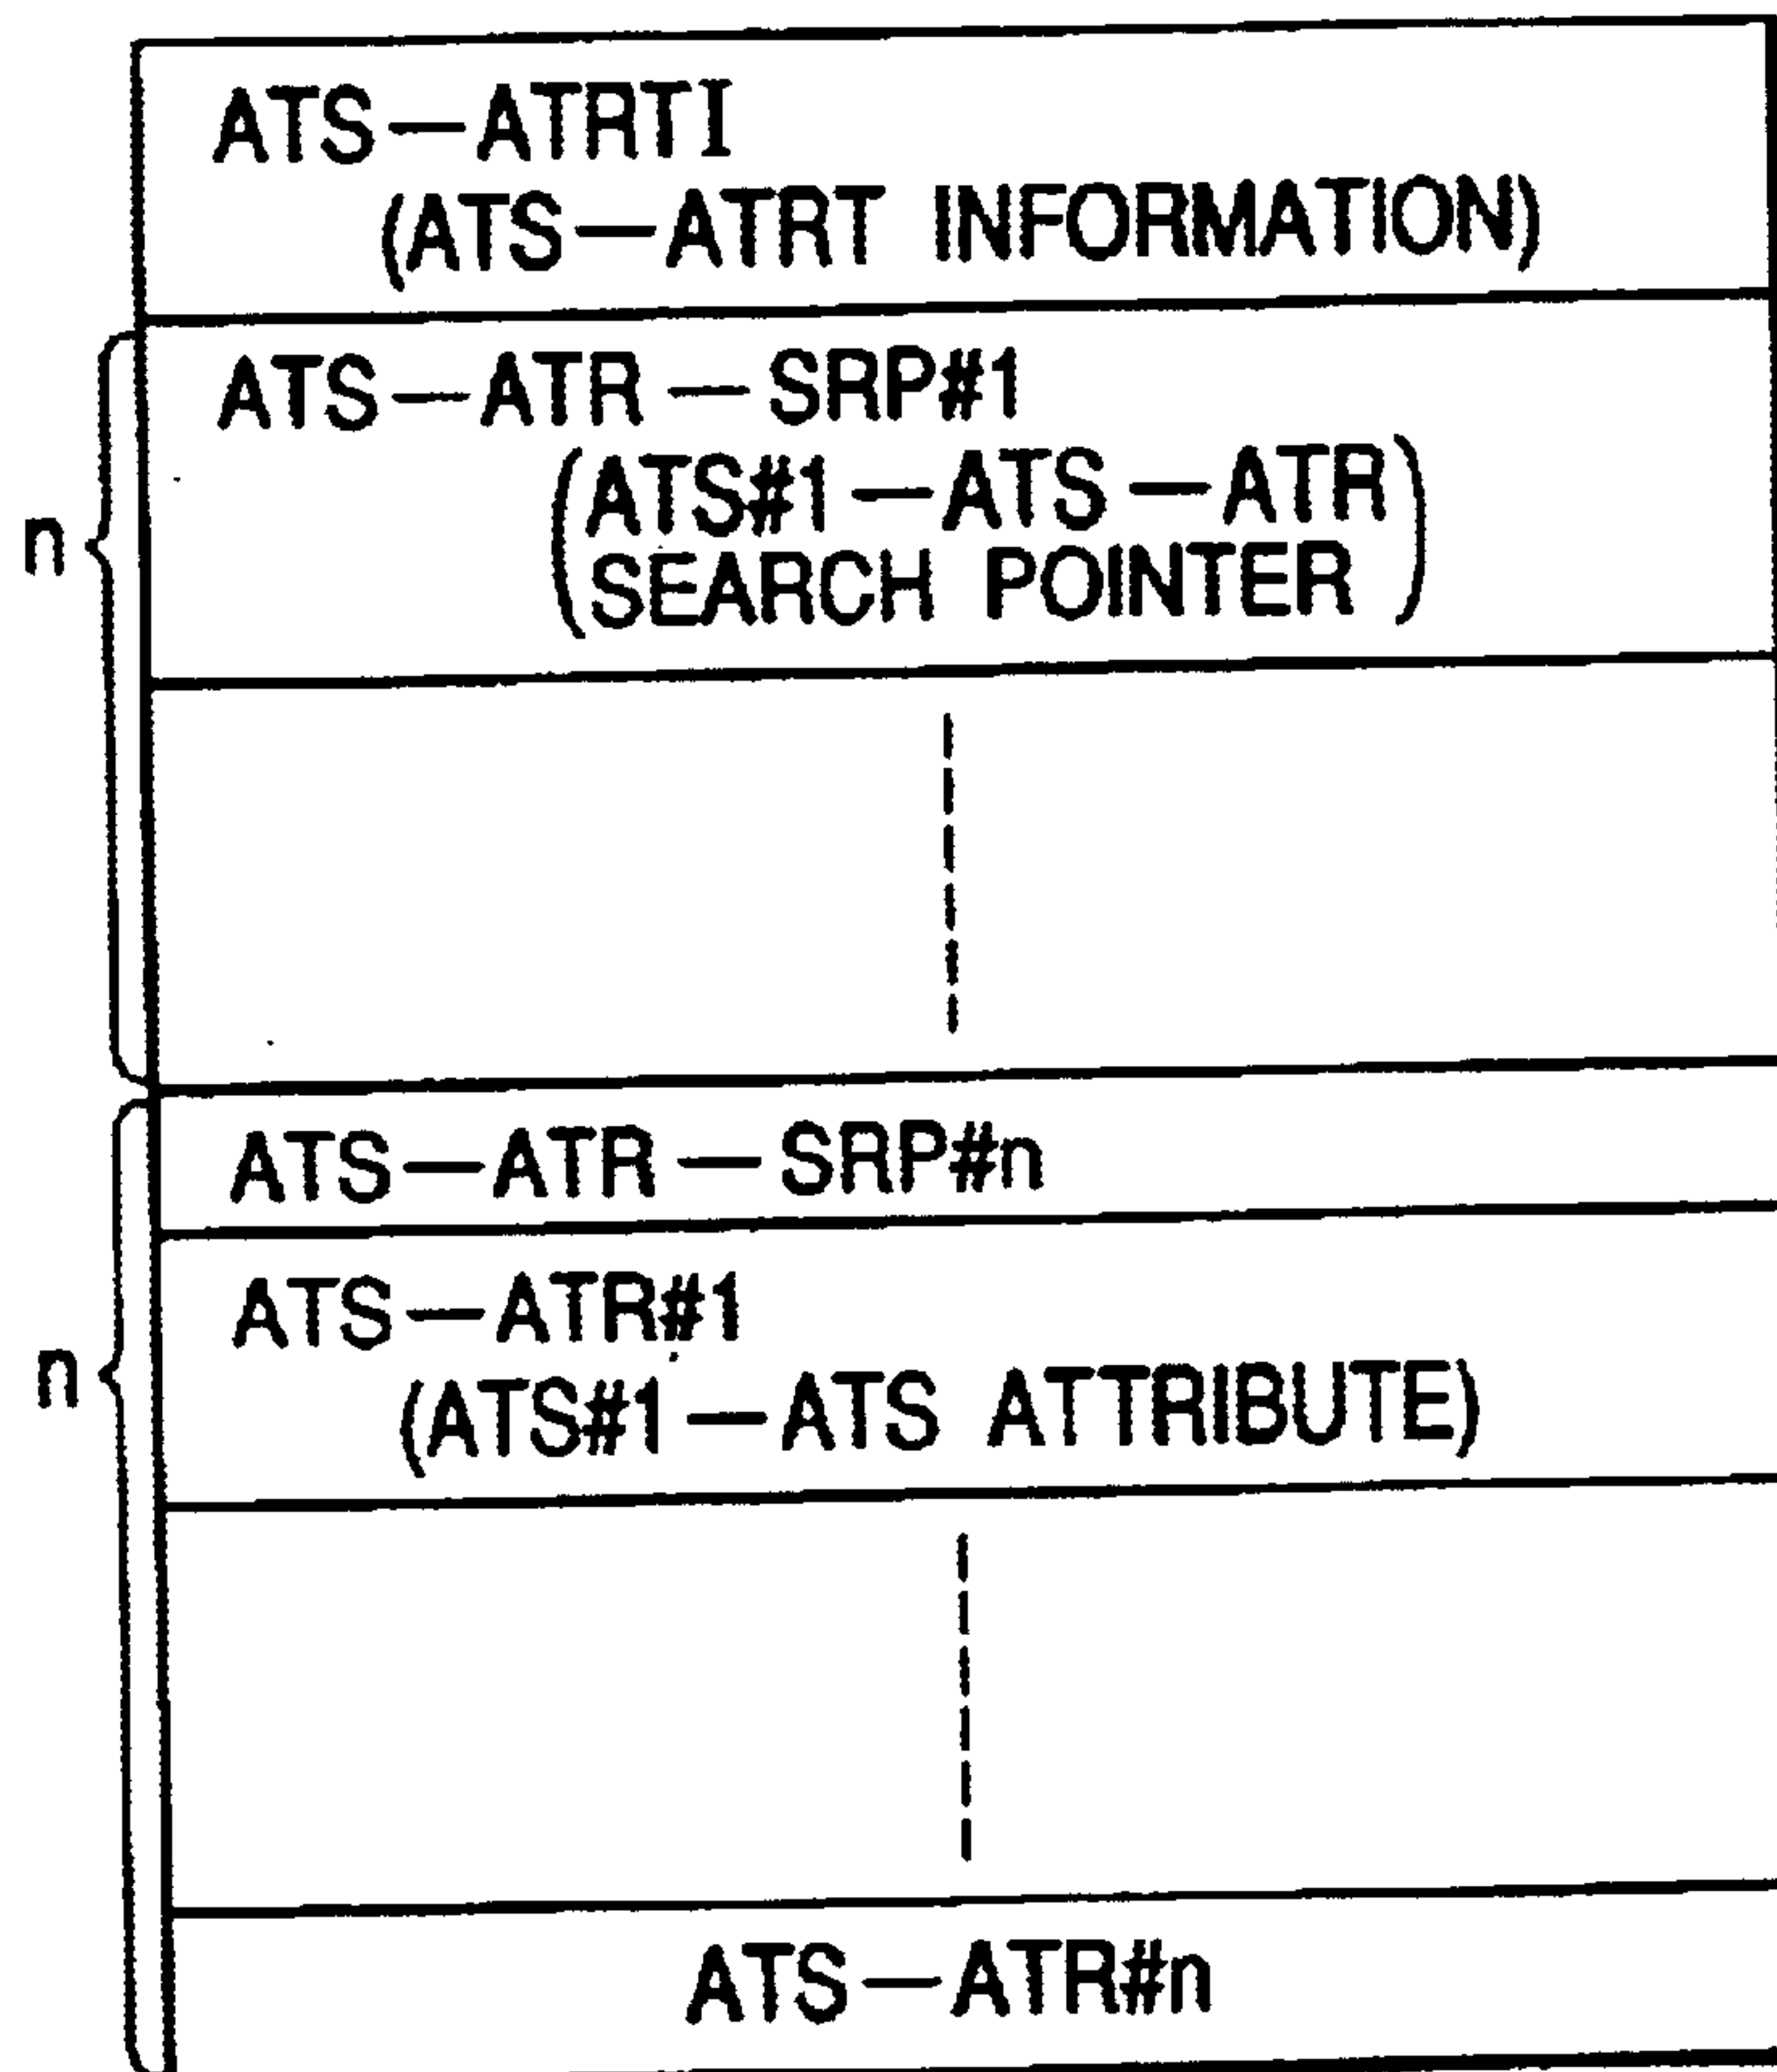 ATS—ATRTI
(ATS—ATRT INFORMATION)
ATS—ATR—SRP#1
(ATS#1—ATS—ATR
SEARCH POINTER)
n
ATS—ATR—SRP#n
ATS—ATR#1
(ATS#1—ATS ATTRIBUTE)
n
ATS—ATR#n